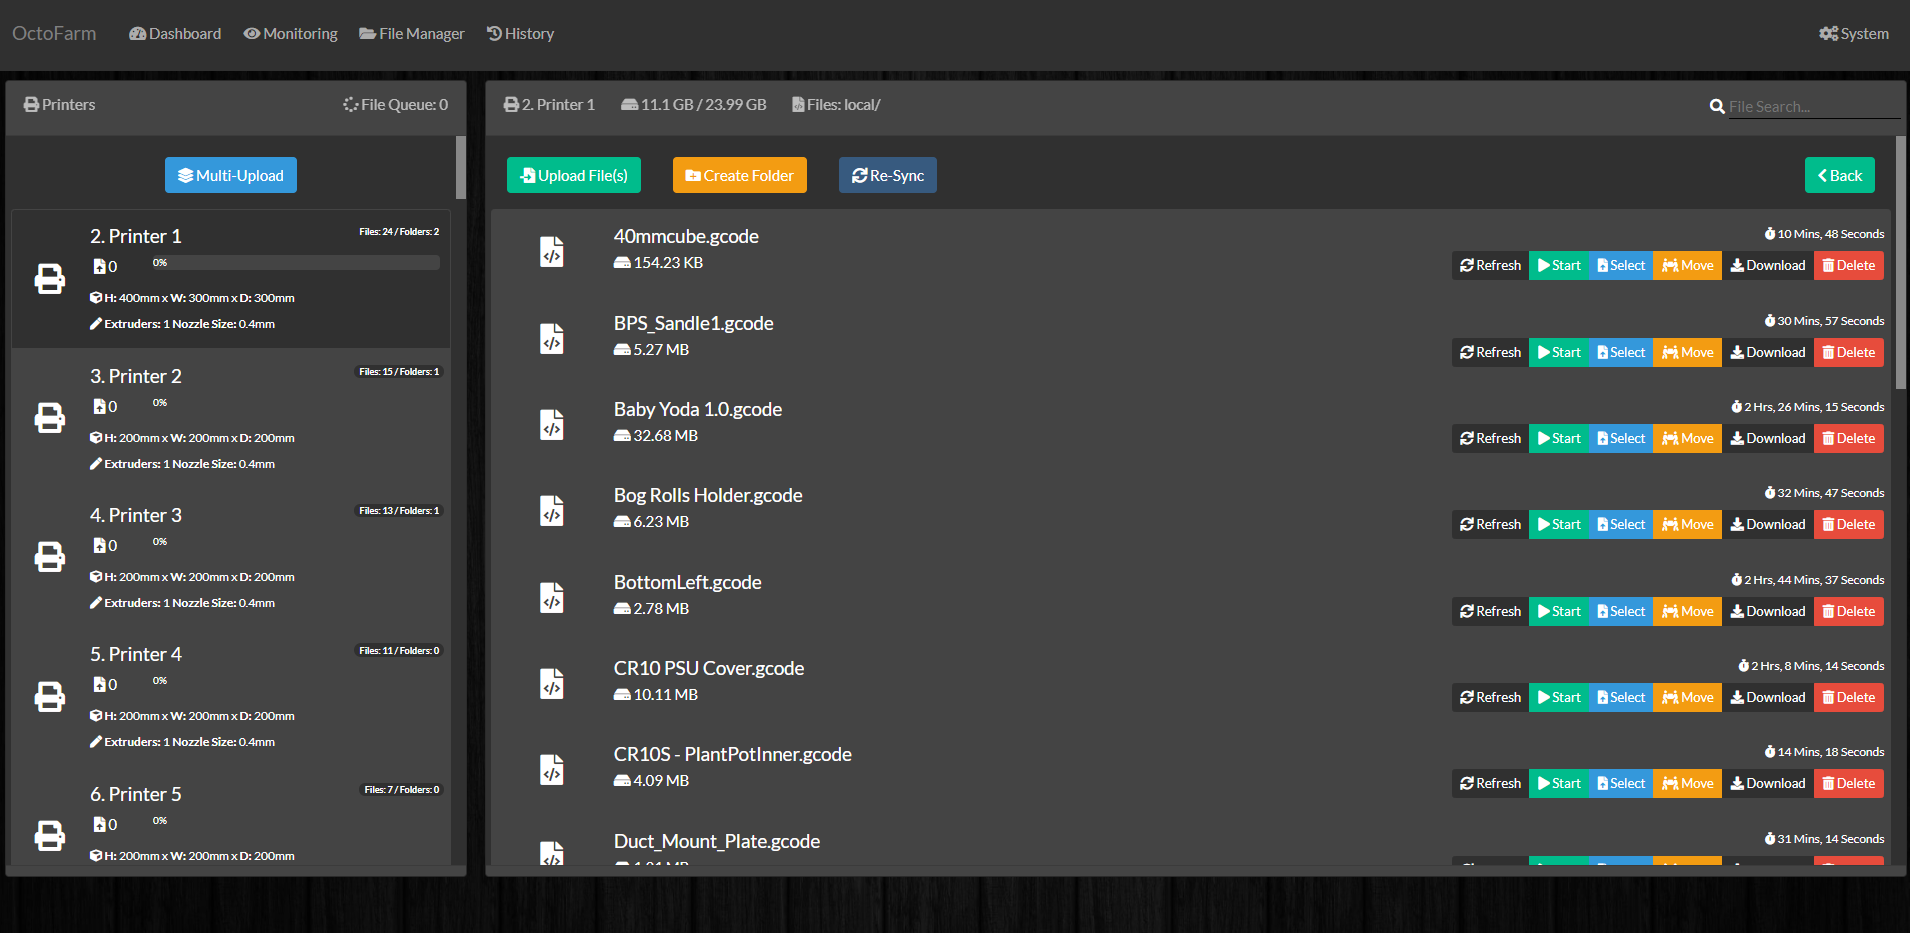 OctoFarm Dashboard Monitoring File Manager History System
Printers File Queue: 0
Multi-Upload
2. Printer 1 Files: 24 / Folders: 2
0 0%
H: 400mm x W: 300mm x D: 300mm
Extruders: 1 Nozzle Size: 0.4mm
3. Printer 2 Files: 15 / Folders: 1
0 0%
H: 200mm x W: 200mm x D: 200mm
Extruders: 1 Nozzle Size: 0.4mm
4. Printer 3 Files: 13 / Folders: 1
0 0%
H: 200mm x W: 200mm x D: 200mm
Extruders: 1 Nozzle Size: 0.4mm
5. Printer 4 Files: 11 / Folders: 0
0 0%
H: 200mm x W: 200mm x D: 200mm
Extruders: 1 Nozzle Size: 0.4mm
6. Printer 5 Files: 7 / Folders: 0
0 0%
H: 200mm x W: 200mm x D: 200mm
2. Printer 1 11.1 GB / 23.99 GB Files: local/ File Search...
Upload File(s) Create Folder Re-Sync Back
40mmcube.gcode 10 Mins, 48 Seconds
154.23 KB Refresh Start Select Move Download Delete
BPS_Sandle1.gcode 30 Mins, 57 Seconds
5.27 MB Refresh Start Select Move Download Delete
Baby Yoda 1.0.gcode 2 Hrs, 26 Mins, 15 Seconds
32.68 MB Refresh Start Select Move Download Delete
Bog Rolls Holder.gcode 32 Mins, 47 Seconds
6.23 MB Refresh Start Select Move Download Delete
BottomLeft.gcode 2 Hrs, 44 Mins, 37 Seconds
2.78 MB Refresh Start Select Move Download Delete
CR10 PSU Cover.gcode 2 Hrs, 8 Mins, 14 Seconds
10.11 MB Refresh Start Select Move Download Delete
CR10S - PlantPotInner.gcode 14 Mins, 18 Seconds
4.09 MB Refresh Start Select Move Download Delete
Duct_Mount_Plate.gcode 31 Mins, 14 Seconds